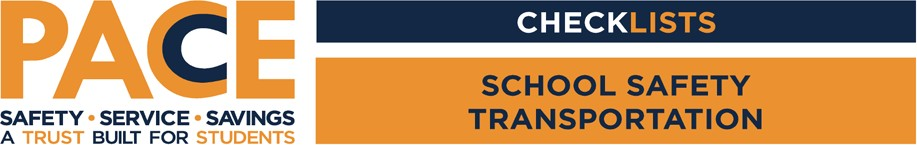 PACE
SAFETY • SERVICE • SAVINGS
A TRUST BUILT FOR STUDENTS
CHECKLISTS
SCHOOL SAFETY
TRANSPORTATION